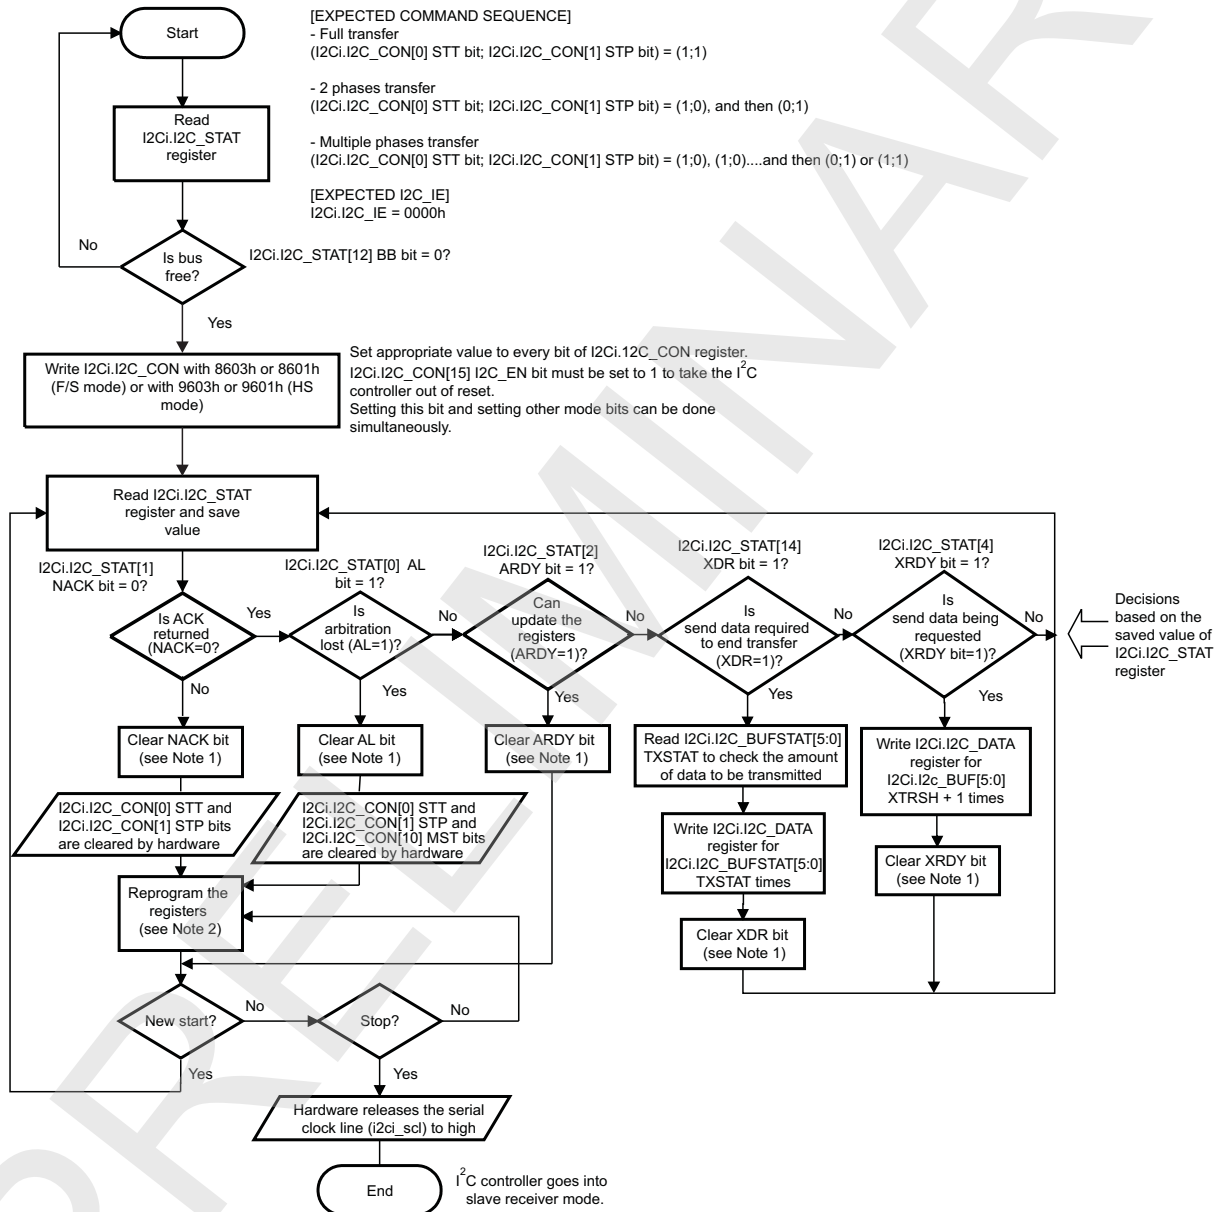 Start
[EXPECTED COMMAND SEQUENCE]
- Full transfer
(I2Ci.I2C_CON[0] STT bit; I2Ci.I2C_CON[1] STP bit) = (1;1)
- 2 phases transfer
(I2Ci.I2C_CON[0] STT bit; I2Ci.I2C_CON[1] STP bit) = (1;0), and then (0;1)
- Multiple phases transfer
(I2Ci.I2C_CON[0] STT bit; I2Ci.I2C_CON[1] STP bit) = (1;0), (1;0)....and then (0;1) or (1;1)
[EXPECTED I2C_IE]
I2Ci.I2C_IE = 0000h
Read
I2Ci.I2C_STAT
register
No
Is bus
free?
I2Ci.I2C_STAT[12] BB bit = 0?
Yes
Write I2Ci.I2C_CON with 8603h or 8601h
(F/S mode) or with 9603h or 9601h (HS
mode)
Set appropriate value to every bit of I2Ci.12C_CON register.
I2Ci.I2C_CON[15] I2C_EN bit must be set to 1 to take the I2C
controller out of reset.
Setting this bit and setting other mode bits can be done
simultaneously.
Read I2Ci.I2C_STAT
register and save
value
I2Ci.I2C_STAT[1]
NACK bit = 0?
Is ACK
returned
(NACK=0?
Yes
No
I2Ci.I2C_STAT[0] AL
bit = 1?
Is
arbitration
lost (AL=1)?
No
Yes
I2Ci.I2C_STAT[2]
ARDY bit = 1?
Can
update the
registers
(ARDY=1)?
No
Yes
I2Ci.I2C_STAT[14]
XDR bit = 1?
Is
send data required
to end transfer
(XDR=1)?
No
Yes
I2Ci.I2C_STAT[4]
XRDY bit = 1?
Is
send data being
requested
(XRDY bit=1)?
No
Yes
Decisions
based on the
saved value of
I2Ci.I2C_STAT
register
Clear NACK bit
(see Note 1)
Clear AL bit
(see Note 1)
Clear ARDY bit
(see Note 1)
Read I2Ci.I2C_BUFSTAT[5:0]
TXSTAT to check the amount
of data to be transmitted
Write I2Ci.I2C_DATA
register for
I2Ci.I2c_BUF[5:0]
XTRSH + 1 times
I2Ci.I2C_CON[0] STT and
I2Ci.I2C_CON[1] STP bits
are cleared by hardware
I2Ci.I2C_CON[0] STT and
I2Ci.I2C_CON[1] STP and
I2Ci.I2C_CON[10] MST bits
are cleared by hardware
Write I2Ci.I2C_DATA
register for
I2Ci.I2C_BUFSTAT[5:0]
TXSTAT times
Clear XRDY bit
(see Note 1)
Reprogram the
registers
(see Note 2)
Clear XDR bit
(see Note 1)
New start?
No
Yes
Stop?
No
Yes
Hardware releases the serial
clock line (i2ci_scl) to high
End
I2C controller goes into
slave receiver mode.
PRELIMINAR